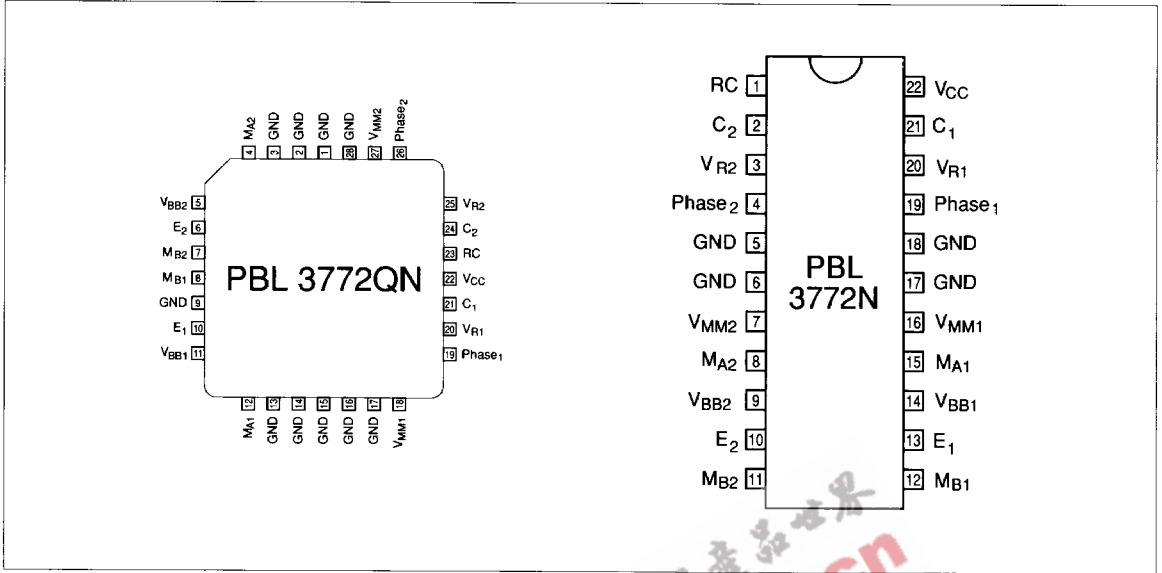 MA2 GND GND GND GND VMM2 Phase2
4 3 2 1 28 27 26
VBB2 5
E2 6
MB2 7
MB1 8
GND 9
E1 10
VBB1 11
PBL 3772QN
25 VR2
24 C2
23 RC
22 VCC
21 C1
20 VR1
19 Phase1
12 13 14 15 16 17 18
MA1 GND GND GND GND GND VMM1
RC 1
C2 2
VR2 3
Phase2 4
GND 5
GND 6
VMM2 7
MA2 8
VBB2 9
E2 10
MB2 11
PBL
3772N
22 VCC
21 C1
20 VR1
19 Phase1
18 GND
17 GND
16 VMM1
15 MA1
14 VBB1
13 E1
12 MB1
世界
cn